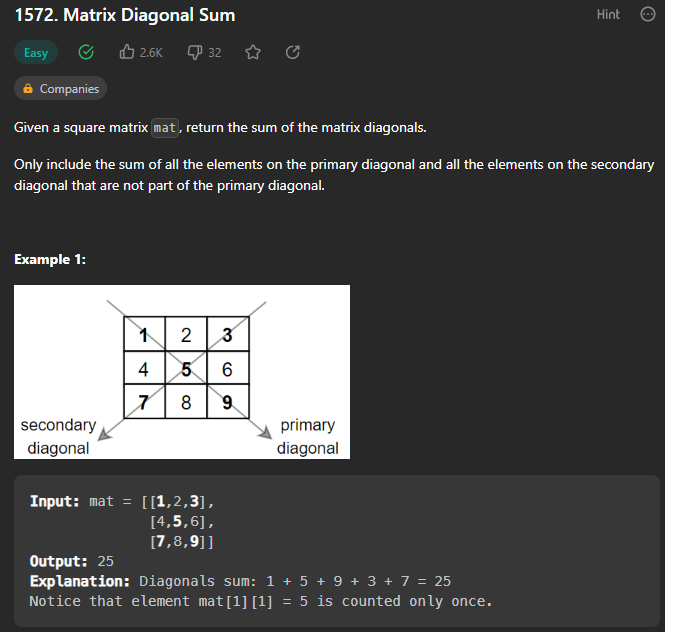 1572. Matrix Diagonal Sum
Hint
Easy
2.6K
32
Companies
Given a square matrix mat, return the sum of the matrix diagonals.
Only include the sum of all the elements on the primary diagonal and all the elements on the secondary
diagonal that are not part of the primary diagonal.
Example 1:
1 2 3
4 5 6
7 8 9
secondary
diagonal
primary
diagonal
Input: mat = [[1,2,3],
[4,5,6],
[7,8,9]]
Output: 25
Explanation: Diagonals sum: 1 + 5 + 9 + 3 + 7 = 25
Notice that element mat[1][1] = 5 is counted only once.